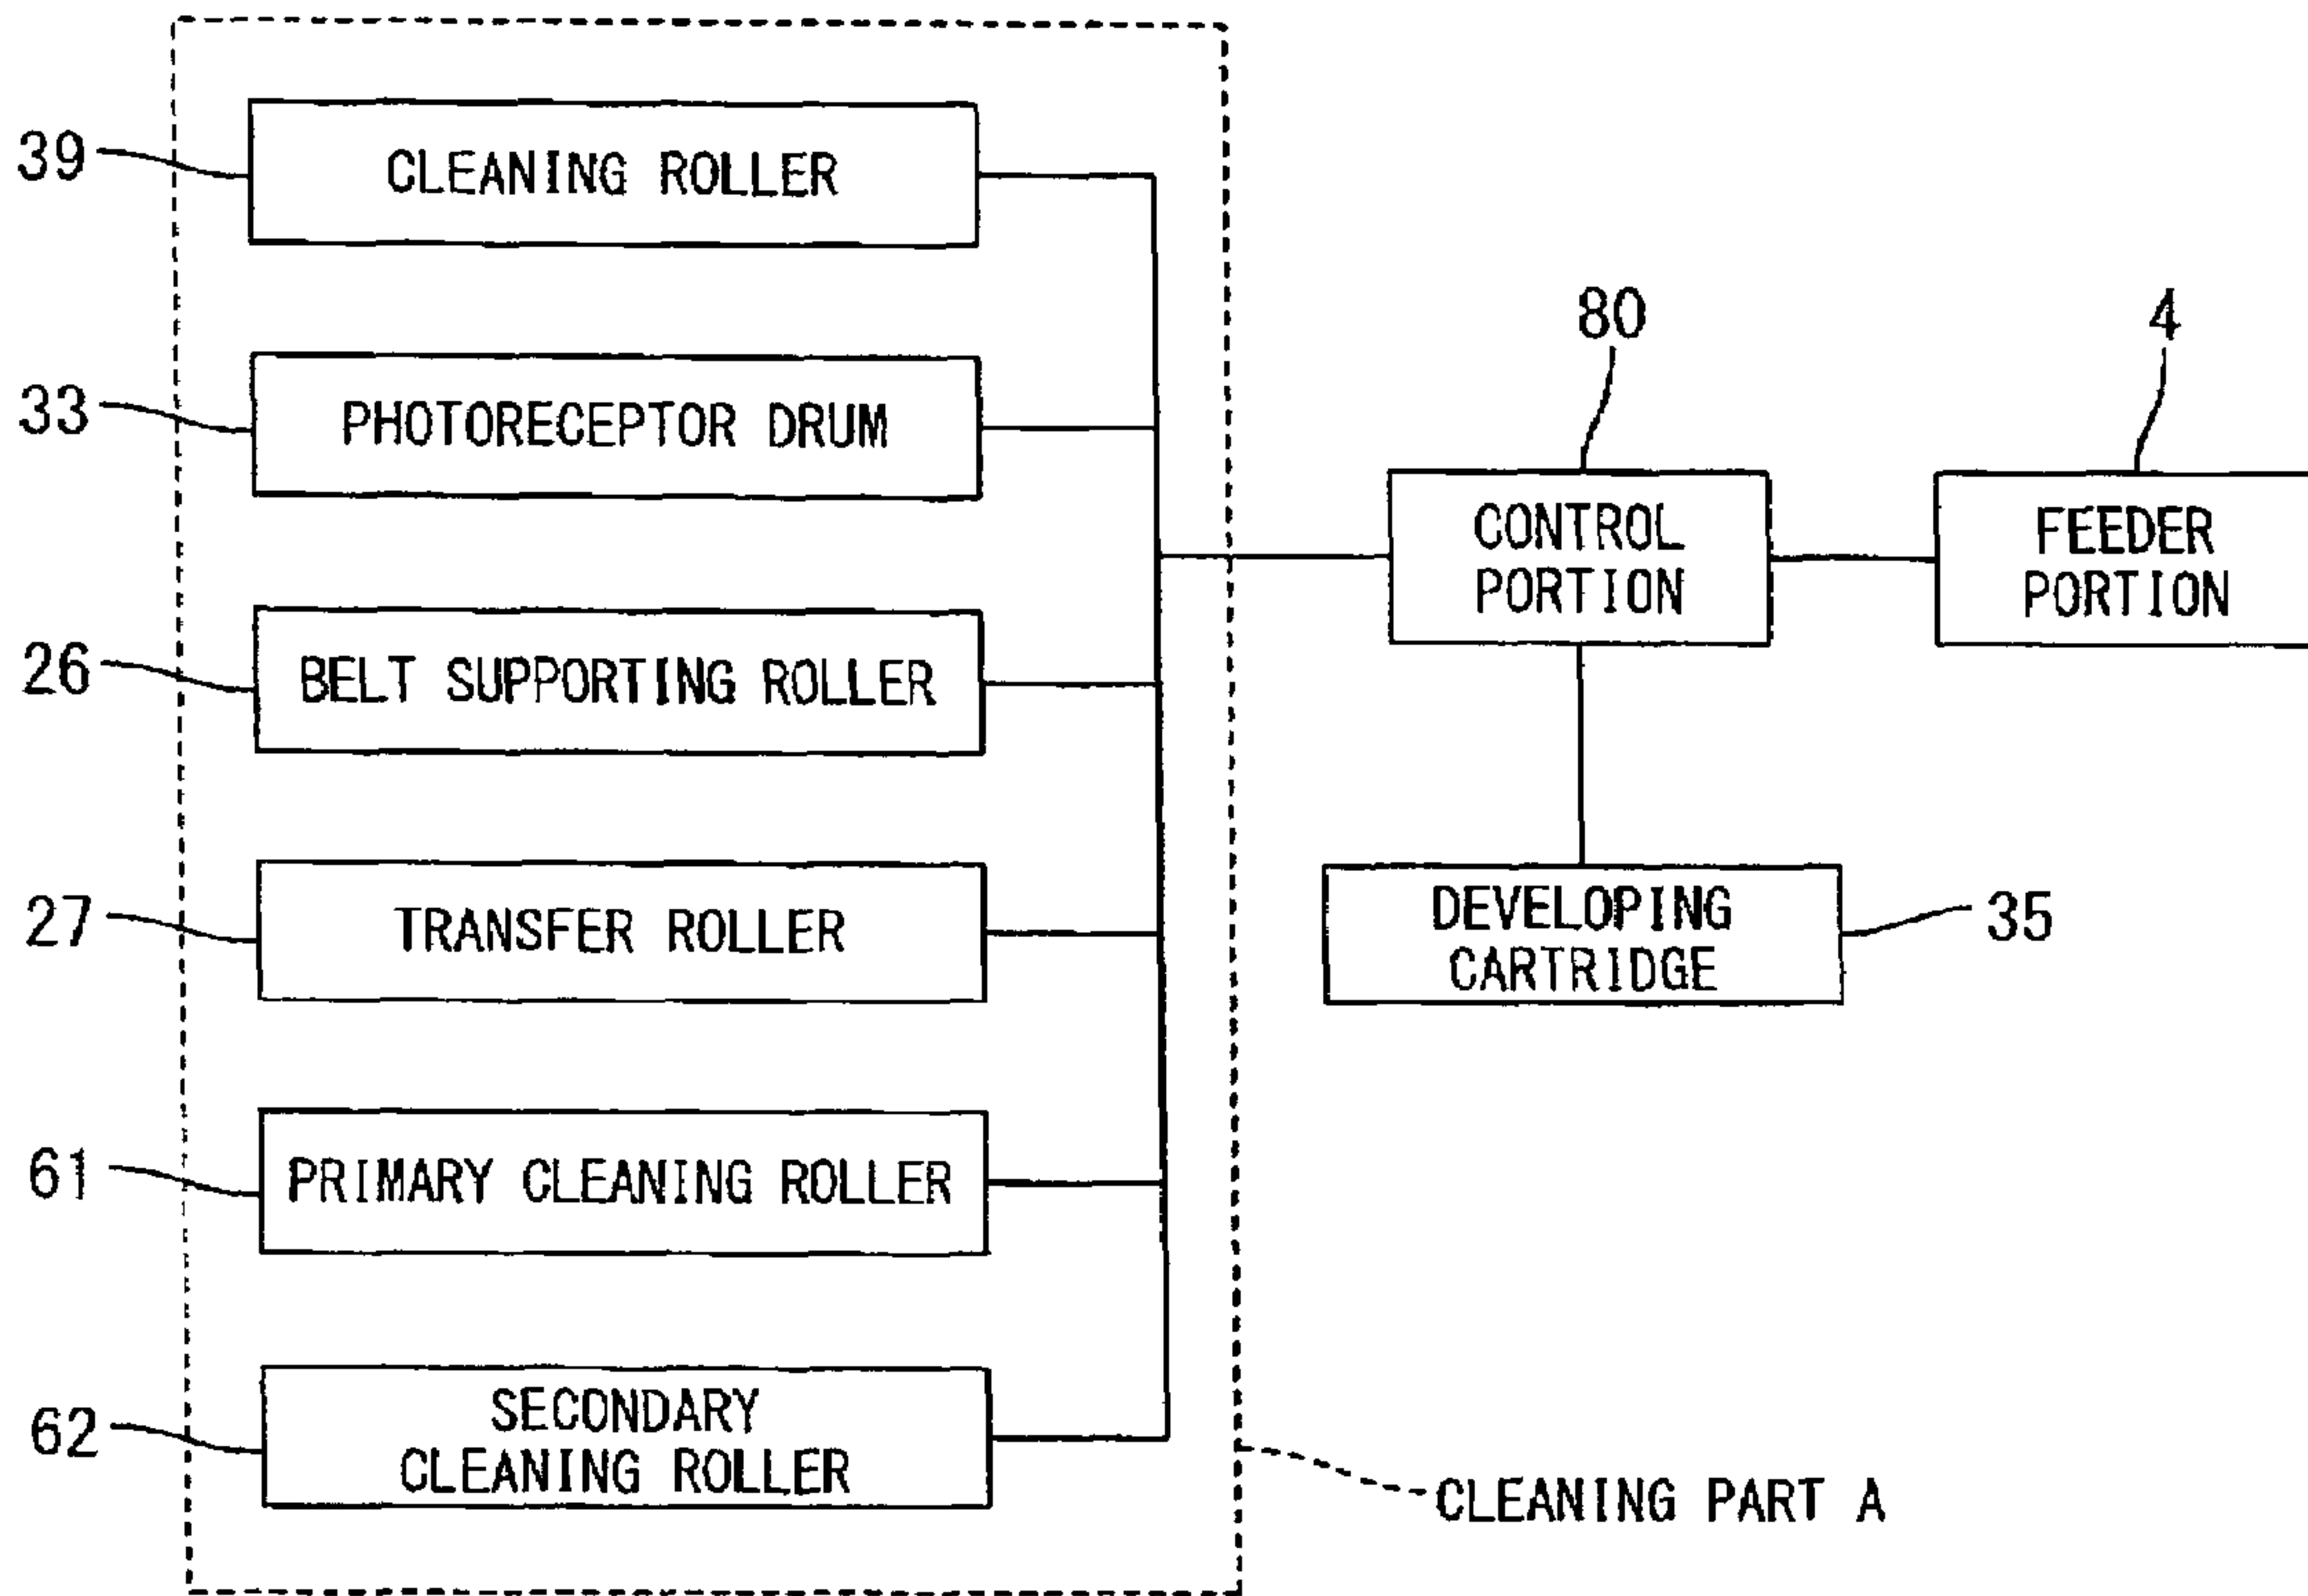 39
CLEANING ROLLER
33
PHOTORECEPTOR DRUM
26
BELT SUPPORTING ROLLER
27
TRANSFER ROLLER
61
PRIMARY CLEANING ROLLER
62
SECONDARY
CLEANING ROLLER
80
CONTROL
PORTION
4
FEEDER
PORTION
DEVELOPING
CARTRIDGE
35
CLEANING PART A